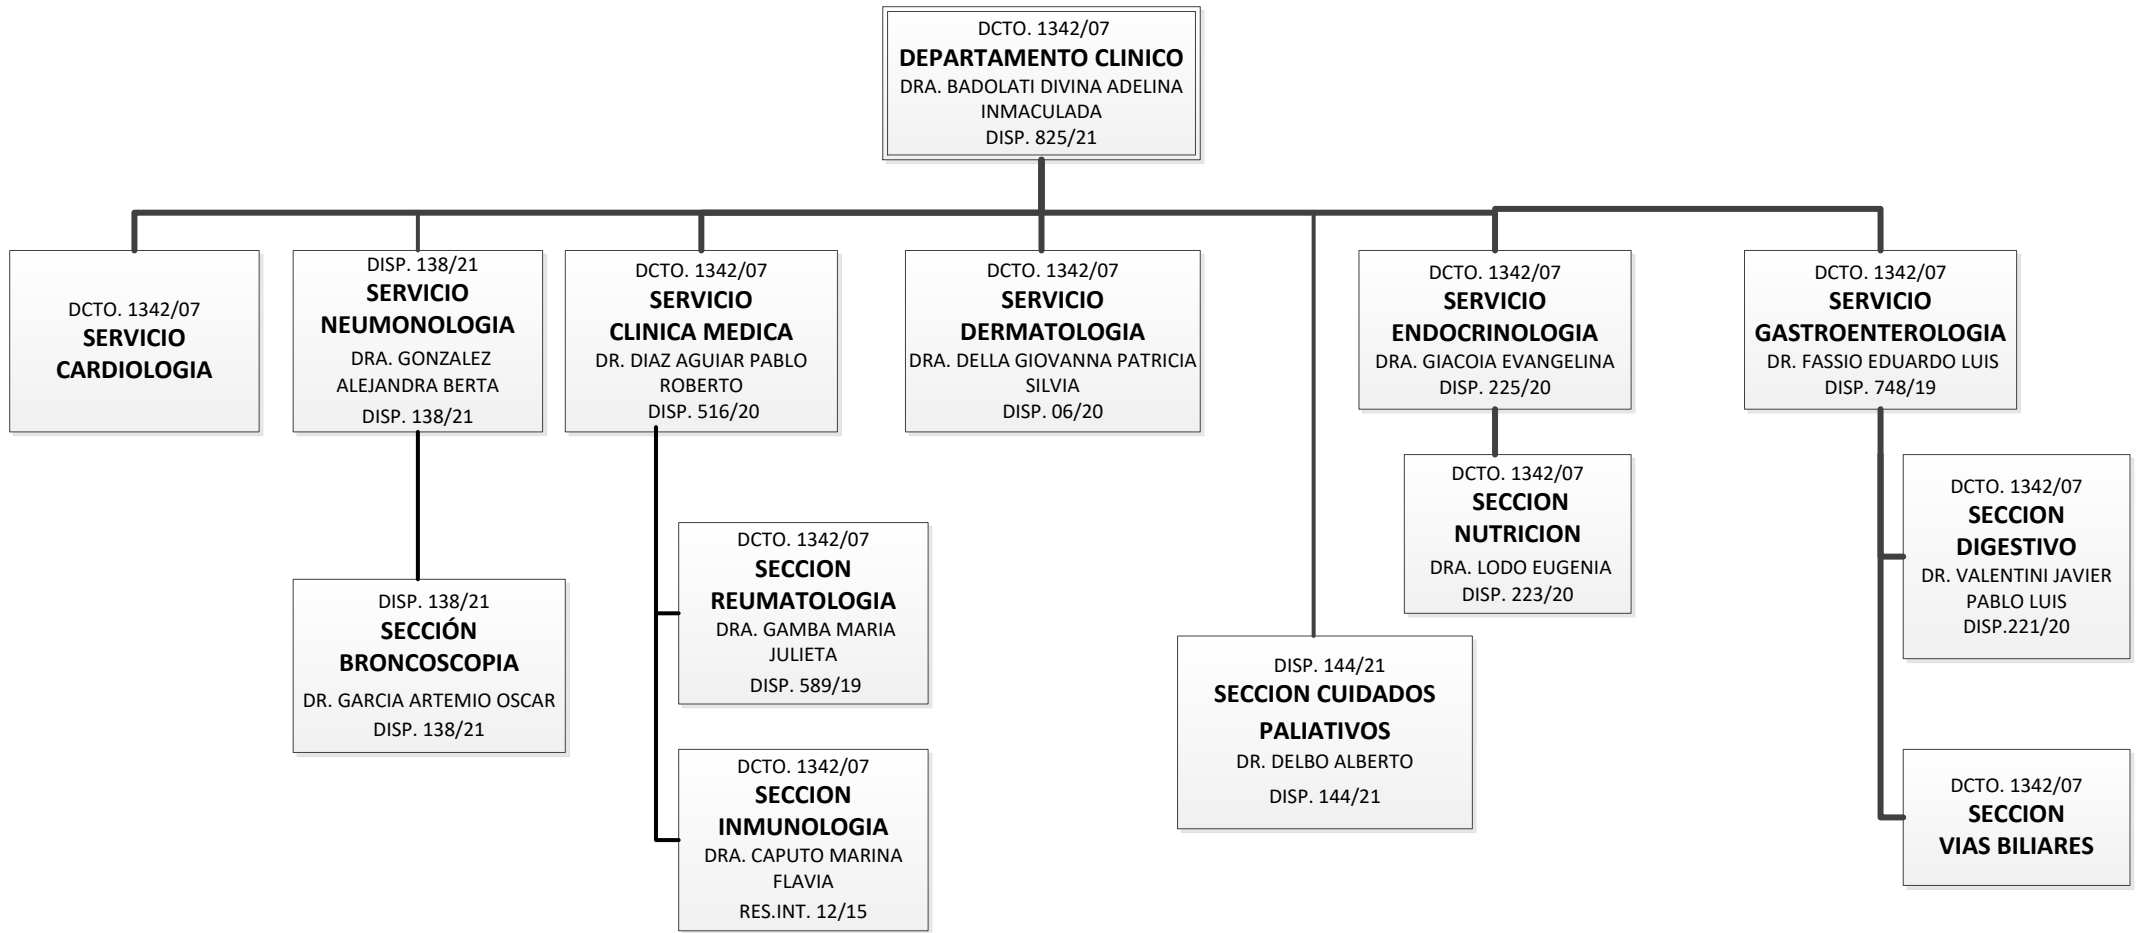 DCTO. 1342/07
DEPARTAMENTO CLINICO
DRA. BADOLATI DIVINA ADELINA
INMACULADA
DISP. 825/21
DCTO. 1342/07
SERVICIO
CARDIOLOGIA
DISP. 138/21
SERVICIO
NEUMONOLOGIA
DRA. GONZALEZ
ALEJANDRA BERTA
DISP. 138/21
DCTO. 1342/07
SERVICIO
CLINICA MEDICA
DR. DIAZ AGUIAR PABLO
ROBERTO
DISP. 516/20
DCTO. 1342/07
SERVICIO
DERMATOLOGIA
DRA. DELLA GIOVANNA PATRICIA
SILVIA
DISP. 06/20
DCTO. 1342/07
SERVICIO
ENDOCRINOLOGIA
DRA. GIACOIA EVANGELINA
DISP. 225/20
DCTO. 1342/07
SERVICIO
GASTROENTEROLOGIA
DR. FASSIO EDUARDO LUIS
DISP. 748/19
DISP. 138/21
SECCIÓN
BRONCOSCOPIA
DR. GARCIA ARTEMIO OSCAR
DISP. 138/21
DCTO. 1342/07
SECCION
REUMATOLOGIA
DRA. GAMBA MARIA
JULIETA
DISP. 589/19
DCTO. 1342/07
SECCION
INMUNOLOGIA
DRA. CAPUTO MARINA
FLAVIA
RES.INT. 12/15
DISP. 144/21
SECCION CUIDADOS
PALIATIVOS
DR. DELBO ALBERTO
DISP. 144/21
DCTO. 1342/07
SECCION
NUTRICION
DRA. LODO EUGENIA
DISP. 223/20
DCTO. 1342/07
SECCION
DIGESTIVO
DR. VALENTINI JAVIER
PABLO LUIS
DISP.221/20
DCTO. 1342/07
SECCION
VIAS BILIARES